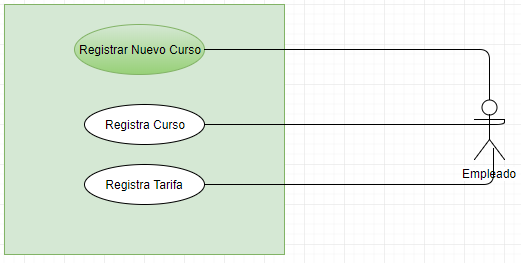 Registrar Nuevo Curso
Registra Curso
Registra Tarifa
Empleado